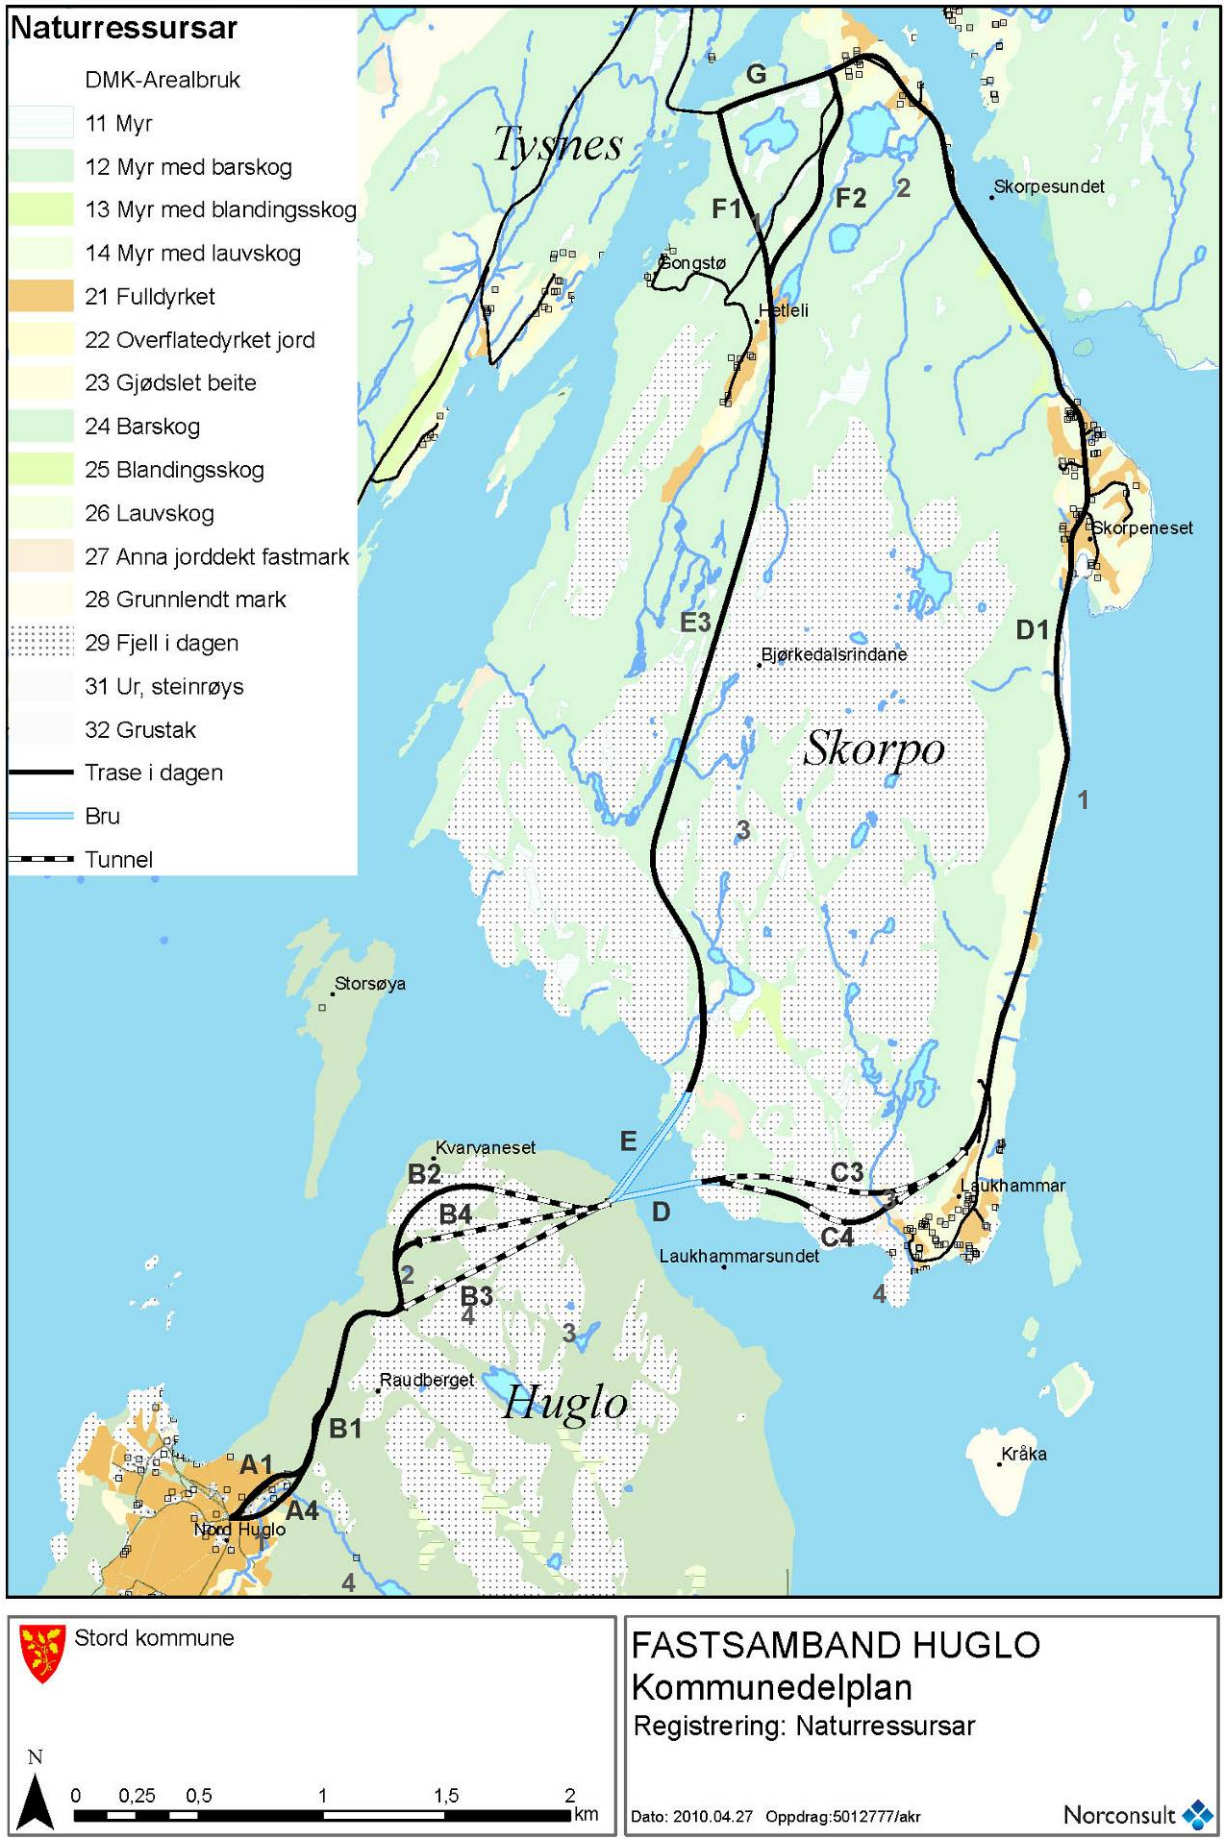 Naturressursar
DMK-Arealbruk
11 Myr
12 Myr med barskog
13 Myr med blandingsskog
14 Myr med lauvskog
21 Fulldyrket
22 Overflatedyrket jord
23 Gjødslet beite
24 Barskog
25 Blandingsskog
26 Lauvskog
27 Anna jorddekt fastmark
28 Grunnlendt mark
29 Fjell i dagen
31 Ur, steinrøys
32 Grustak
Trase i dagen
Bru
Tunnel
G
Tysnes
2
Skorpesundet
F1
1
F2
Gongstø
Hetleli
Skorpeneset
E3
D1
Bjørkedalsrindane
Skorpo
1
3
Storsøya
E
Kvarvaneset
B2
C3
Laukhammar
3
B4
D
C4
Laukhammarsundet
2
B3
4
4
3
Raudberget
Huglo
B1
A1
Kråka
A4
Nord Huglo
1
4
Stord kommune
N
0 0,25 0,5 1 1,5 2
km
FASTSAMBAND HUGLO
Kommunedelplan
Registrering: Naturressursar
Dato: 2010.04.27 Oppdrag:5012777/akr
Norconsult